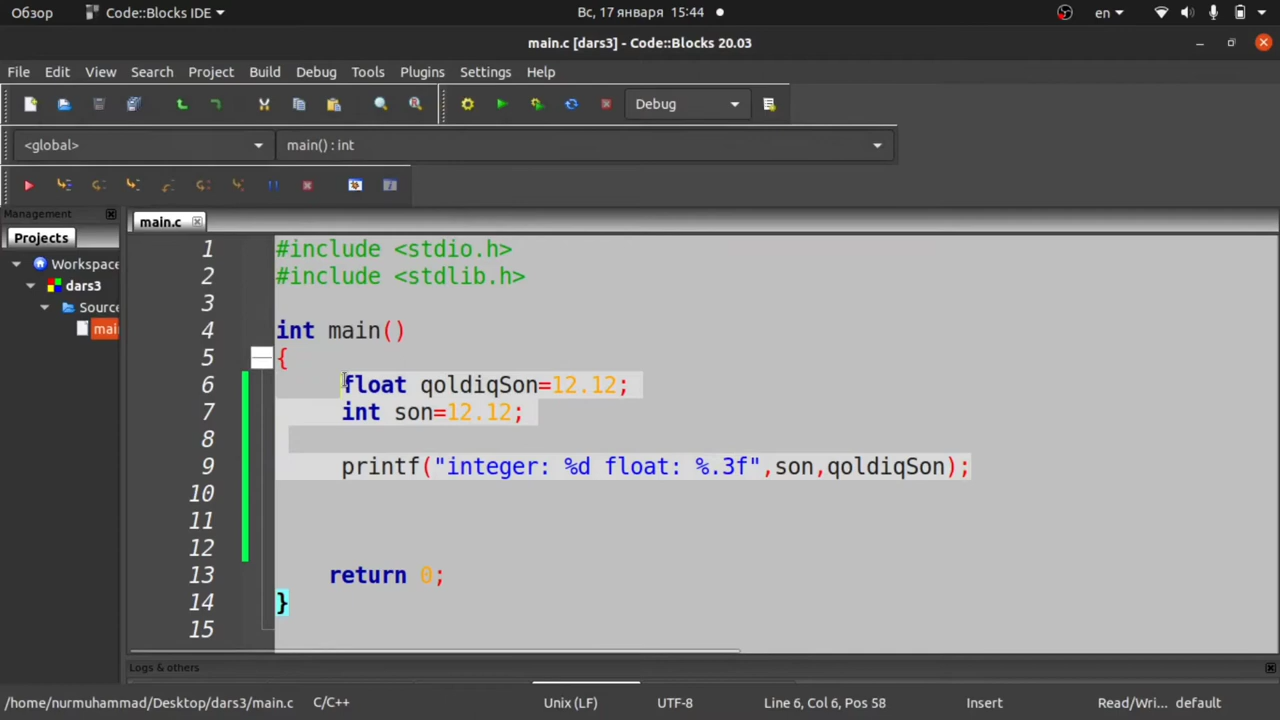 Обзор Code::Blocks IDE Вс, 17 января 15:44 en
main.c [dars3] - Code::Blocks 20.03
File Edit View Search Project Build Debug Tools Plugins Settings Help
Debug
<global> main() : int
Management
Projects
Workspace
dars3
Source
mai
main.c
1 #include <stdio.h>
2 #include <stdlib.h>
3
4 int main()
5 {
6 float qoldiqSon=12.12;
7 int son=12.12;
8
9 printf("integer: %d float: %.3f",son,qoldiqSon);
10
11
12
13 return 0;
14 }
15
Logs & others
/home/nurmuhammad/Desktop/dars3/main.c C/C++ Unix (LF) UTF-8 Line 6, Col 6, Pos 58 Insert Read/Wri... default